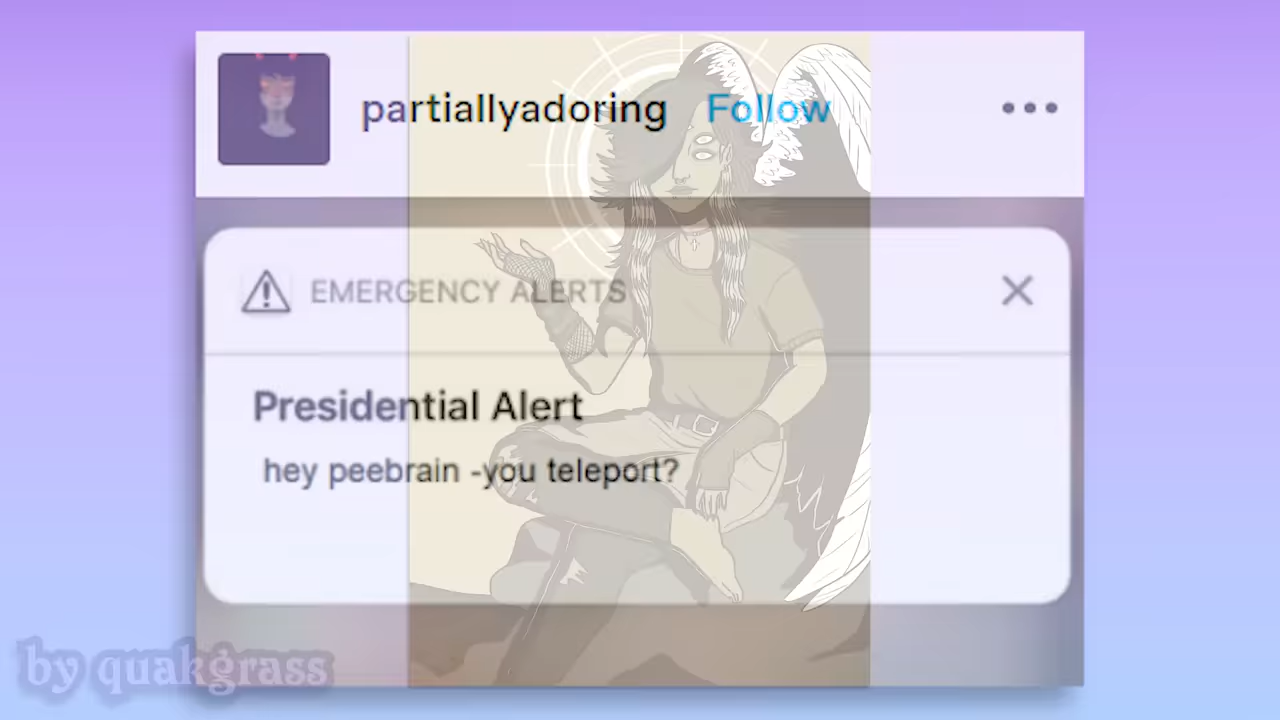 partiallyadoring Follow
EMERGENCY ALERTS
Presidential Alert
hey peebrain -you teleport?
by quakgrass